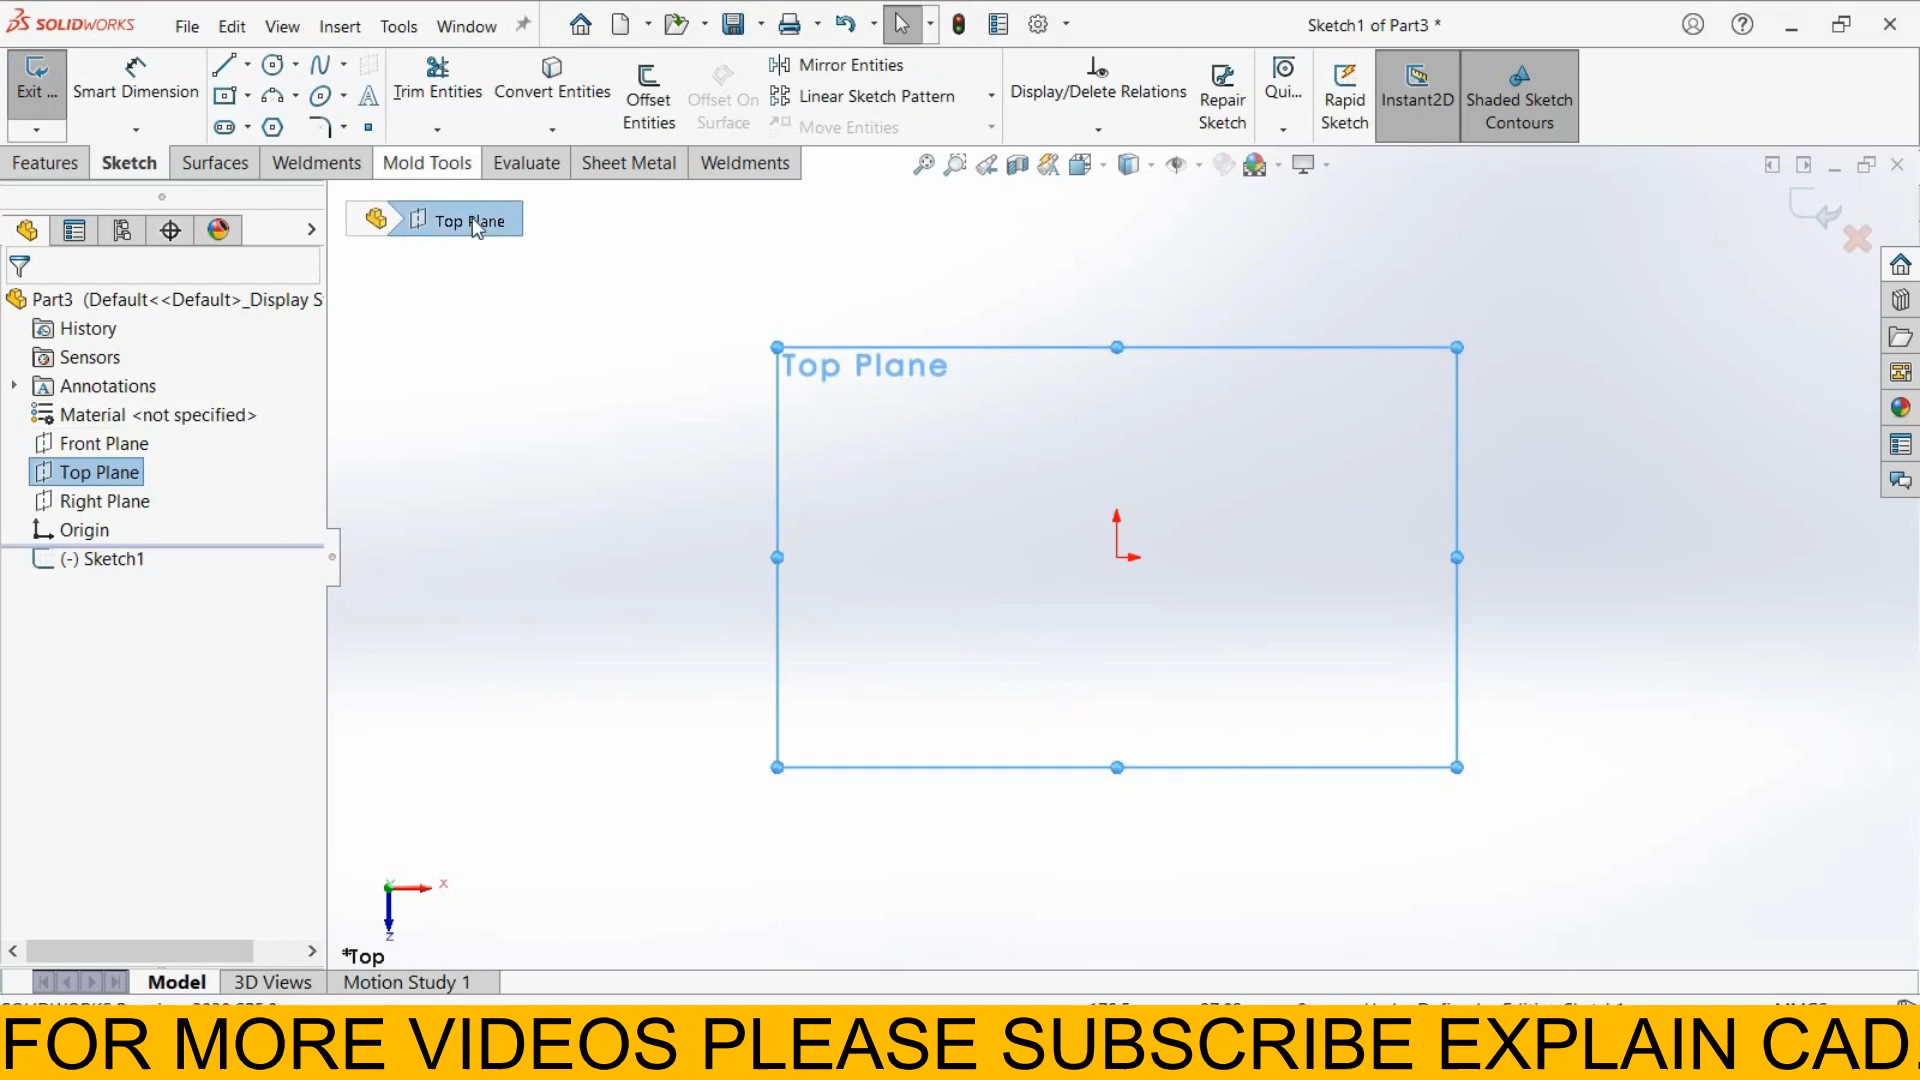 SOLIDWORKS File Edit View Insert Tools Window Sketch1 of Part3 *
Exit ... Smart Dimension Trim Entities Convert Entities Offset Entities Offset On Surface Mirror Entities Linear Sketch Pattern Move Entities Display/Delete Relations Repair Sketch Qui... Rapid Sketch Instant2D Shaded Sketch Contours
Features Sketch Surfaces Weldments Mold Tools Evaluate Sheet Metal Weldments
Top Plane
Part3 (Default<<Default>_Display S
History
Sensors
Annotations
Material <not specified>
Front Plane
Top Plane
Right Plane
Origin
(-) Sketch1
Top Plane
X
Z
*Top
Model 3D Views Motion Study 1
FOR MORE VIDEOS PLEASE SUBSCRIBE EXPLAIN CAD.